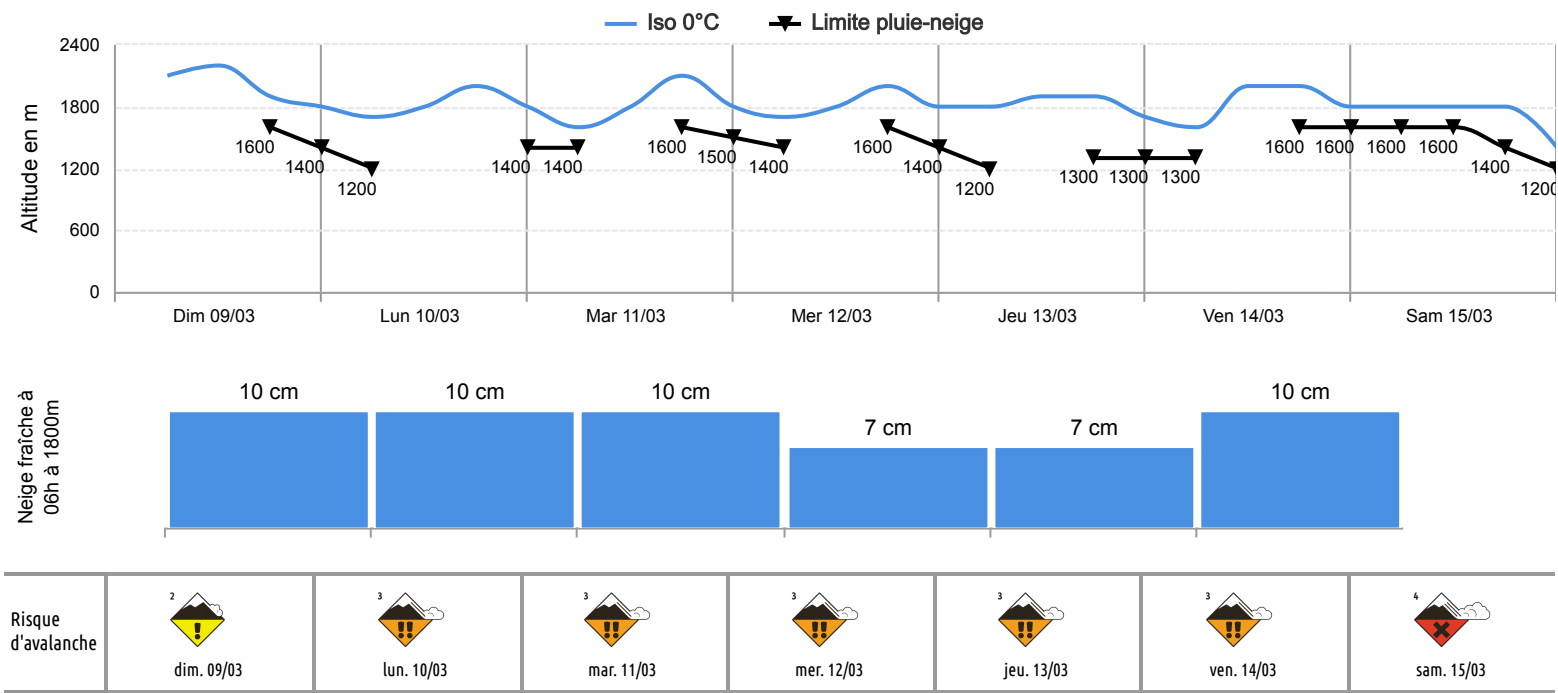 Iso 0°C Limite pluie-neige
Altitude en m
2400
1800
1200
600
0
1600 1400 1200 1400 1400 1600 1500 1400 1600 1400 1200 1300 1300 1300 1600 1600 1600 1600 1400 1200
Dim 09/03 Lun 10/03 Mar 11/03 Mer 12/03 Jeu 13/03 Ven 14/03 Sam 15/03
Neige fraîche à
06h à 1800m
10 cm 10 cm 10 cm 7 cm 7 cm 10 cm
Risque
d'avalanche
2 3 3 3 3 3 4
! !! !! !! !! !!
dim. 09/03 lun. 10/03 mar. 11/03 mer. 12/03 jeu. 13/03 ven. 14/03 sam. 15/03